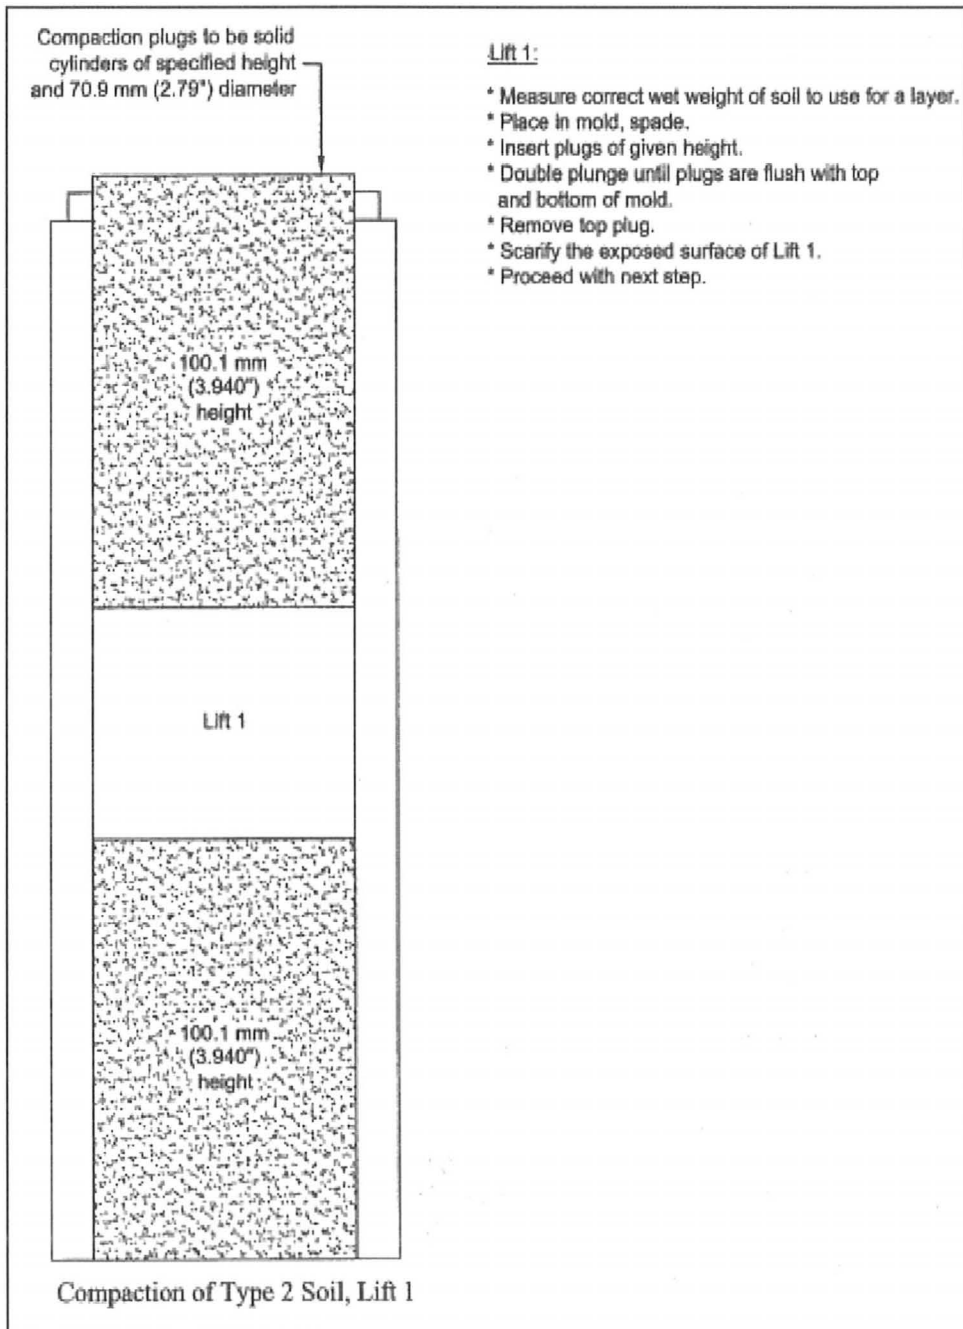 Compaction plugs to be solid
cylinders of specified height
and 70.9 mm (2.79") diameter
Lift 1:
* Measure correct wet weight of soil to use for a layer.
* Place in mold, spade.
* Insert plugs of given height.
* Double plunge until plugs are flush with top
and bottom of mold.
* Remove top plug.
* Scarify the exposed surface of Lift 1.
* Proceed with next step.
100.1 mm
(3.940")
height
Lift 1
100.1 mm
(3.940")
height
Compaction of Type 2 Soil, Lift 1